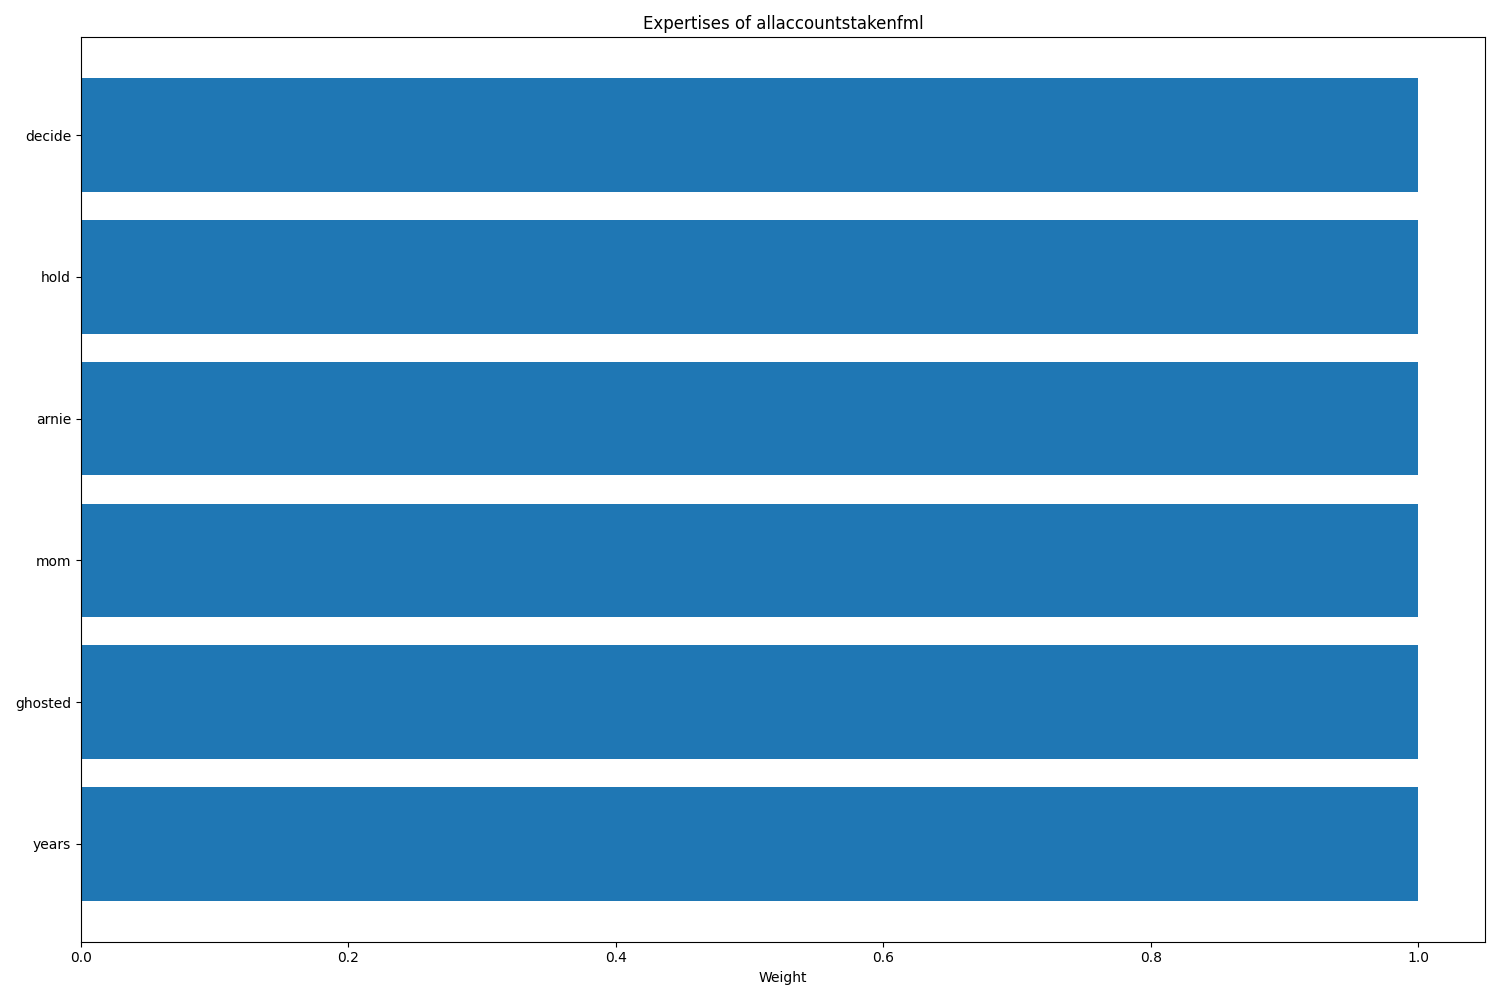 Expertises of allaccountstakenfml
decide
hold
arnie
mom
ghosted
years
0.0 0.2 0.4 0.6 0.8 1.0
Weight